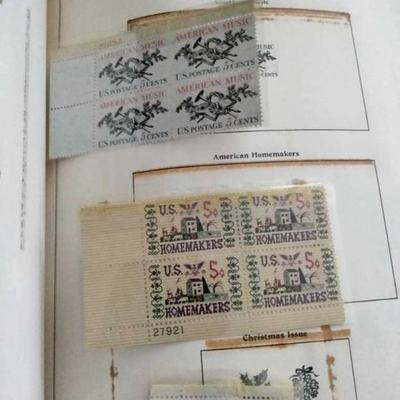 AMERICAN MUSIC AMERICAN MUSIC
U.S. POSTAGE 5 CENTS U.S. POSTAGE 5 CENTS
AMERICAN MUSIC AMERICAN MUSIC
U.S. POSTAGE 5 CENTS U.S. POSTAGE 5 CENTS
American Homemakers
U.S. 5¢ U.S. 5¢
HOMEMAKERS HOMEMAKERS
U.S. 5¢ U.S. 5¢
HOMEMAKERS HOMEMAKERS
27921
Christmas Issue